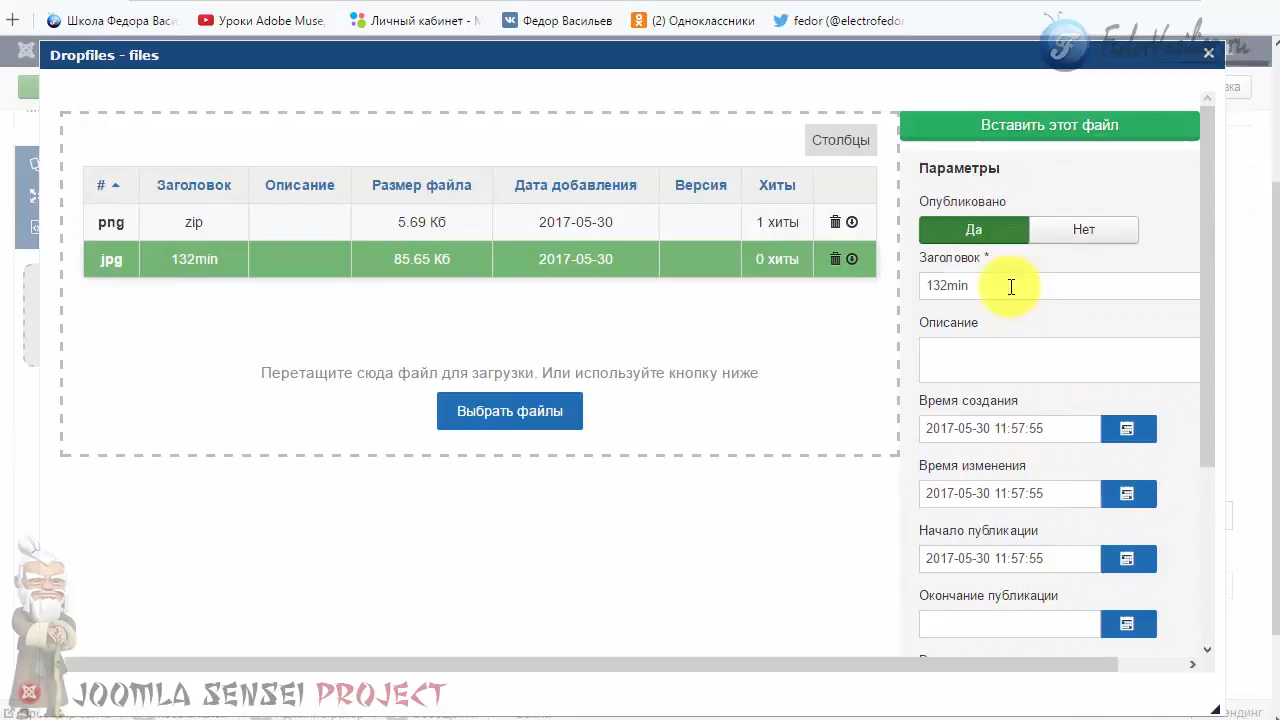 Школа Федора Васи
Уроки Adobe Muse,
Личный кабинет - М
Федор Васильев
(2) Одноклассники
fedor (@electrofedor
FedorVasiliev.ru
Dropfiles - files
Столбцы
# Заголовок Описание Размер файла Дата добавления Версия Хиты
png zip 5.69 Кб 2017-05-30 1 хиты
jpg 132min 85.65 Кб 2017-05-30 0 хиты
Перетащите сюда файл для загрузки. Или используйте кнопку ниже
Выбрать файлы
Вставить этот файл
Параметры
Опубликовано
Да Нет
Заголовок *
132min
Описание
Время создания
2017-05-30 11:57:55
Время изменения
2017-05-30 11:57:55
Начало публикации
2017-05-30 11:57:55
Окончание публикации
JOOMLA SENSEI PROJECT